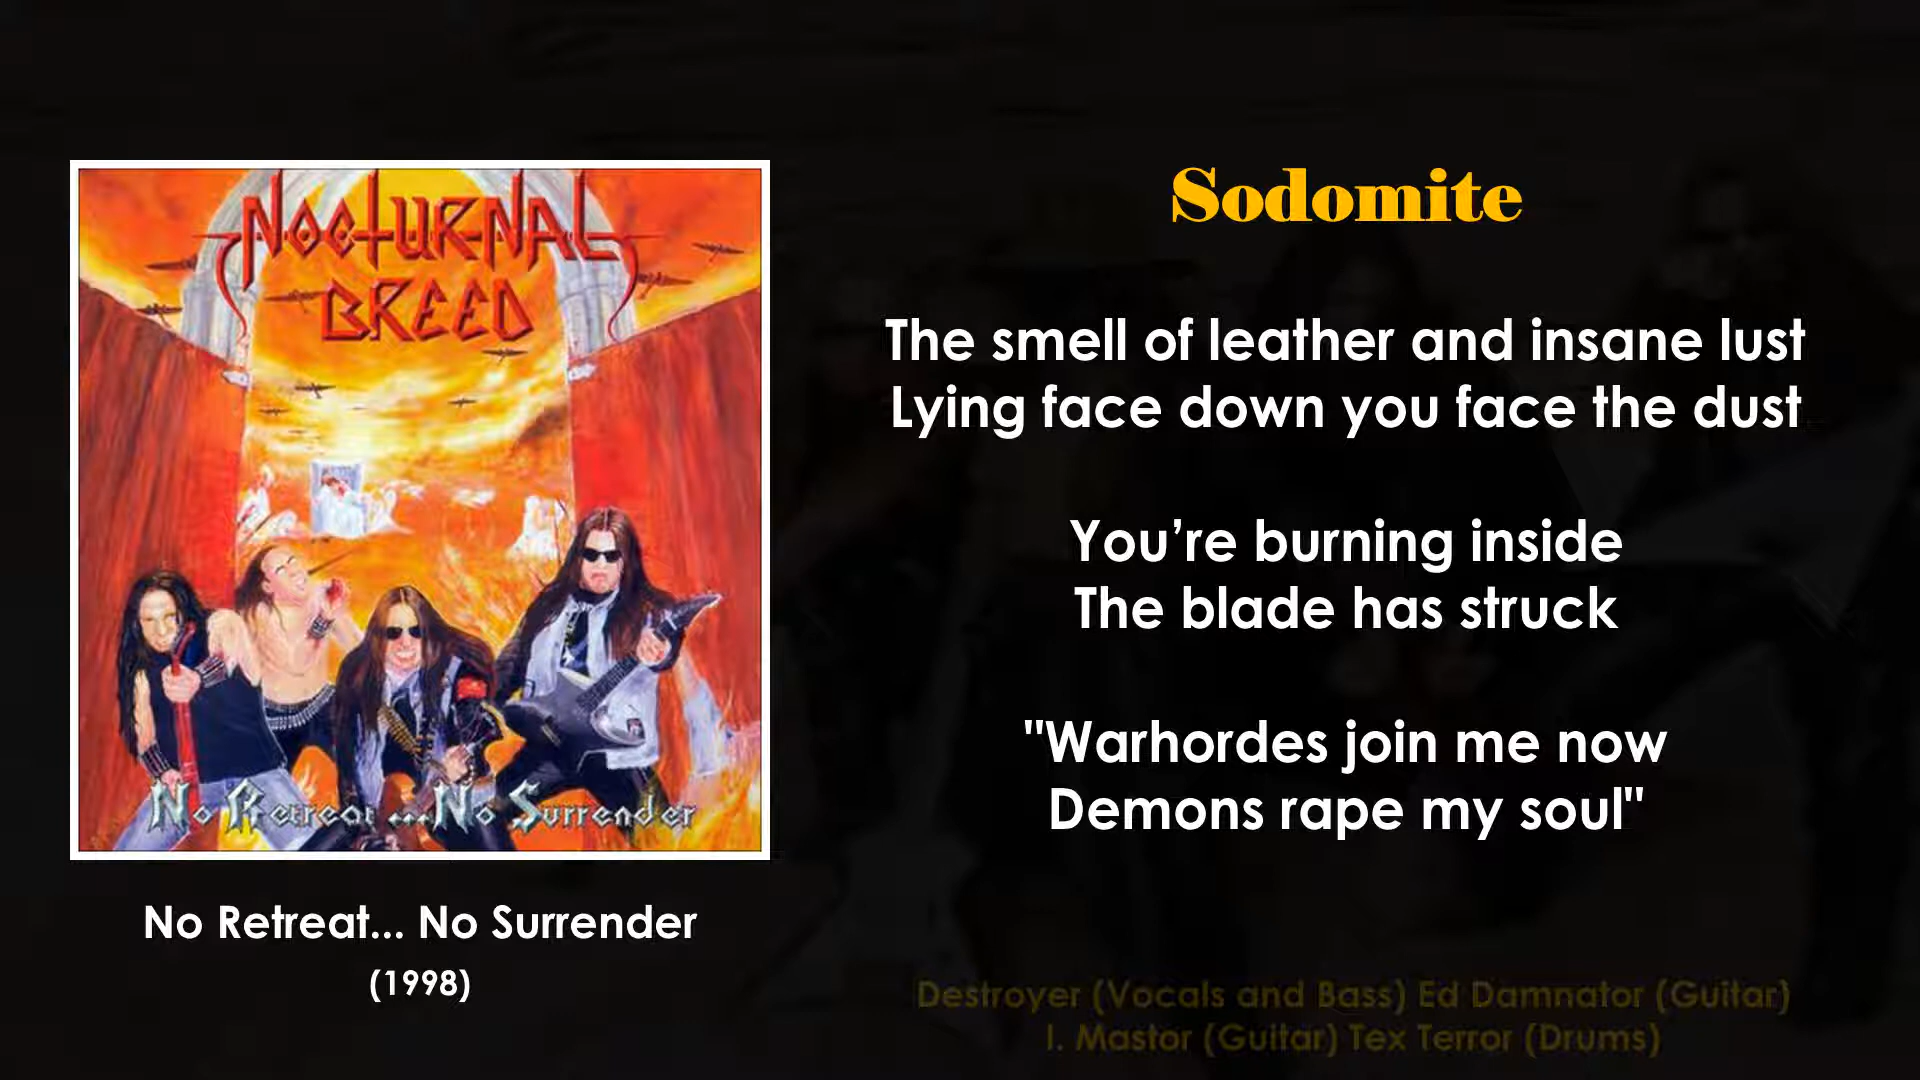 NOCTURNAL
BREED
No Retreat ...No Surrender
No Retreat... No Surrender
(1998)
Sodomite
The smell of leather and insane lust
Lying face down you face the dust
You’re burning inside
The blade has struck
"Warhordes join me now
Demons rape my soul"
Destroyer (Vocals and Bass) Ed Damnator (Guitar)
I. Mastor (Guitar) Tex Terror (Drums)